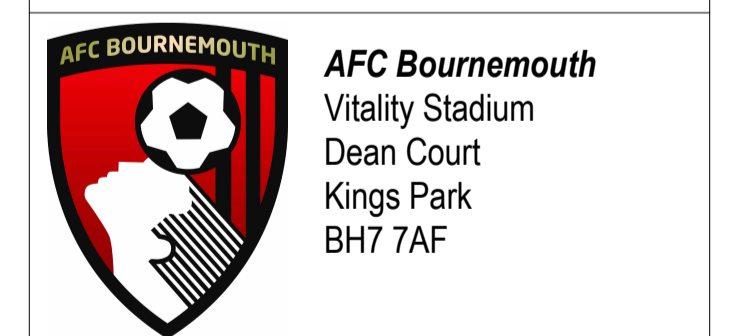 AFC BOURNEMOUTH
AFC Bournemouth
Vitality Stadium
Dean Court
Kings Park
BH7 7AF